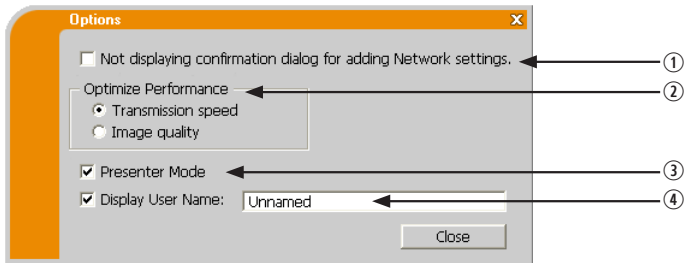 Options X
Not displaying confirmation dialog for adding Network settings. ①
Optimize Performance ②
Transmission speed
Image quality
Presenter Mode ③
Display User Name: Unnamed ④
Close